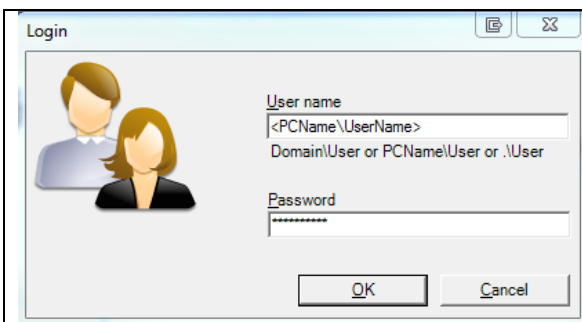 Login
User name
<PCName\UserName>
Domain\User or PCName\User or .\User
Password
**********
OK
Cancel